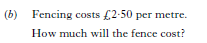 (b) Fencing costs £2·50 per metre.
How much will the fence cost?